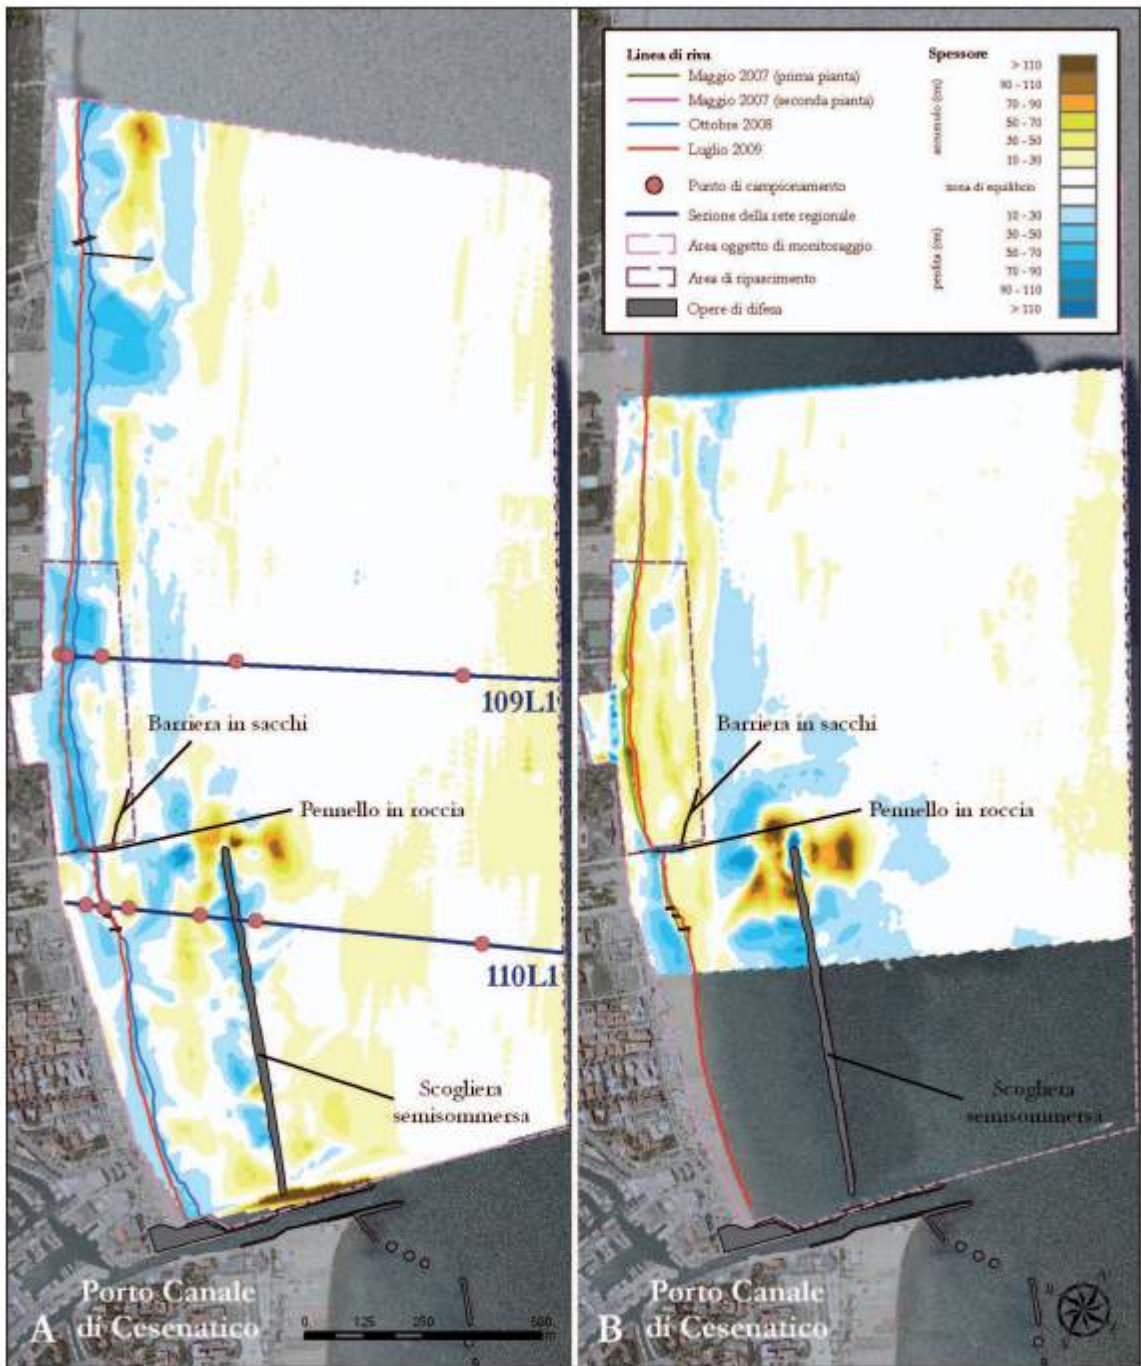 Linea di riva
Maggio 2007 (prima pianta)
Maggio 2007 (seconda pianta)
Ottobre 2008
Luglio 2009
Punto di campionamento
Sezione della rete regionale
Area oggetto di monitoraggio
Area di ripascimento
Opere di difesa
Spessore
accumulo (cm)
> 110
90 - 110
70 - 90
50 - 70
30 - 50
10 - 30
zona di equilibrio
perdita (cm)
10 - 30
30 - 50
50 - 70
70 - 90
90 - 110
> 110
109L1
Barriera in sacchi
Pennello in roccia
110L1
Scogliera
semisommersa
Porto Canale
di Cesenatico
A
0 125 250 500
m
Barriera in sacchi
Pennello in roccia
Scogliera
semisommersa
Porto Canale
di Cesenatico
B